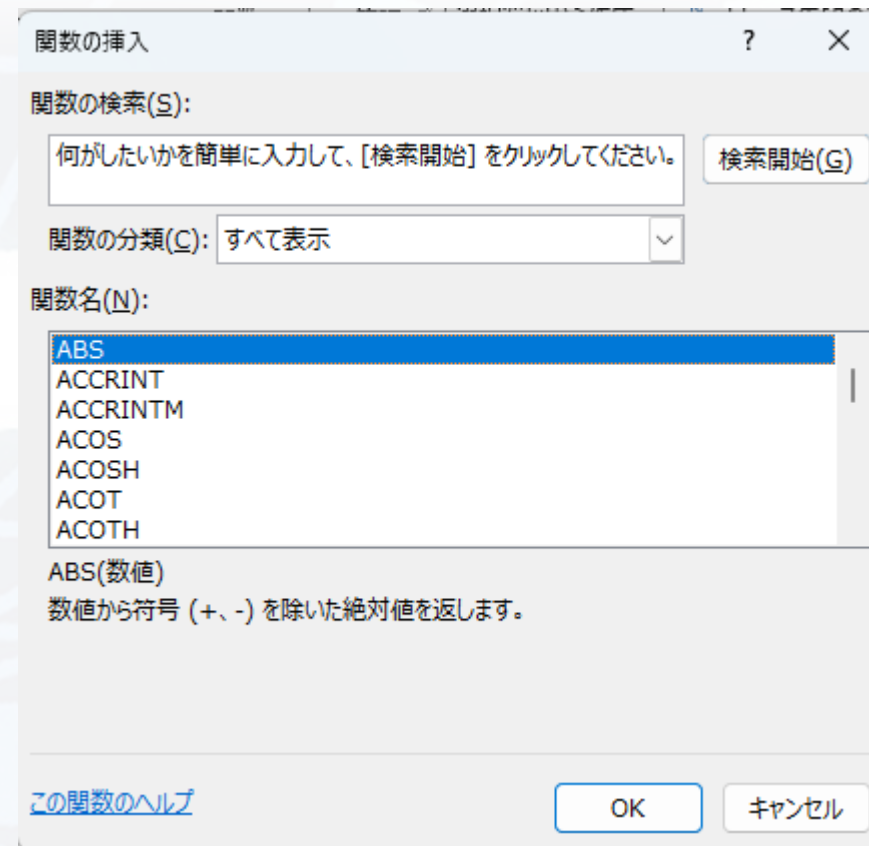 関数の挿入 ? ×
関数の検索(S):
何がしたいかを簡単に入力して、[検索開始] をクリックしてください。 検索開始(G)
関数の分類(C): すべて表示
関数名(N):
ABS
ACCRINT
ACCRINTM
ACOS
ACOSH
ACOT
ACOTH
ABS(数値)
数値から符号 (+、-) を除いた絶対値を返します。
この関数のヘルプ OK キャンセル